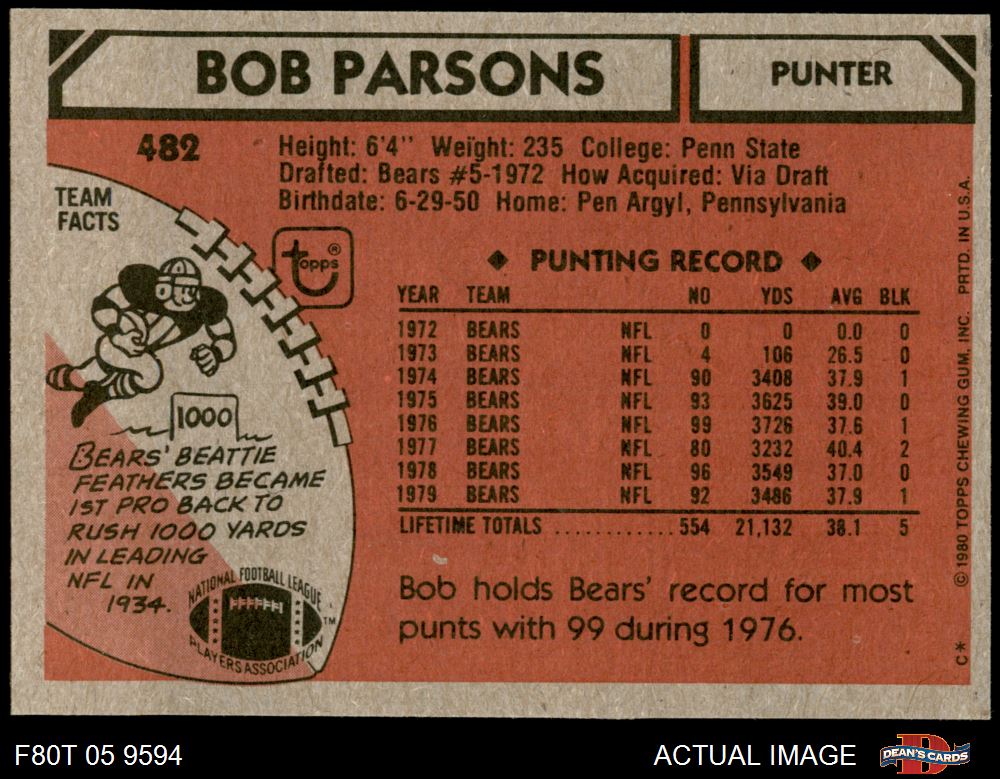 BOB PARSONS
PUNTER
482
Height: 6'4" Weight: 235 College: Penn State
Drafted: Bears #5-1972 How Acquired: Via Draft
Birthdate: 6-29-50 Home: Pen Argyl, Pennsylvania
TEAM
FACTS
topps ®
1000
BEARS' BEATTIE
FEATHERS BECAME
1ST PRO BACK TO
RUSH 1000 YARDS
IN LEADING
NFL IN
1934.
NATIONAL FOOTBALL LEAGUE
PLAYERS ASSOCIATION
TM
◆ PUNTING RECORD ◆
YEAR TEAM NO YDS AVG BLK
1972 BEARS NFL 0 0 0.0 0
1973 BEARS NFL 4 106 26.5 0
1974 BEARS NFL 90 3408 37.9 1
1975 BEARS NFL 93 3625 39.0 0
1976 BEARS NFL 99 3726 37.6 1
1977 BEARS NFL 80 3232 40.4 2
1978 BEARS NFL 96 3549 37.0 0
1979 BEARS NFL 92 3486 37.9 1
LIFETIME TOTALS ............ 554 21,132 38.1 5
Bob holds Bears' record for most
punts with 99 during 1976.
© 1980 TOPPS CHEWING GUM, INC. PRTD. IN U.S.A.
C*
F80T 05 9594
ACTUAL IMAGE
D
DEAN'S CARDS